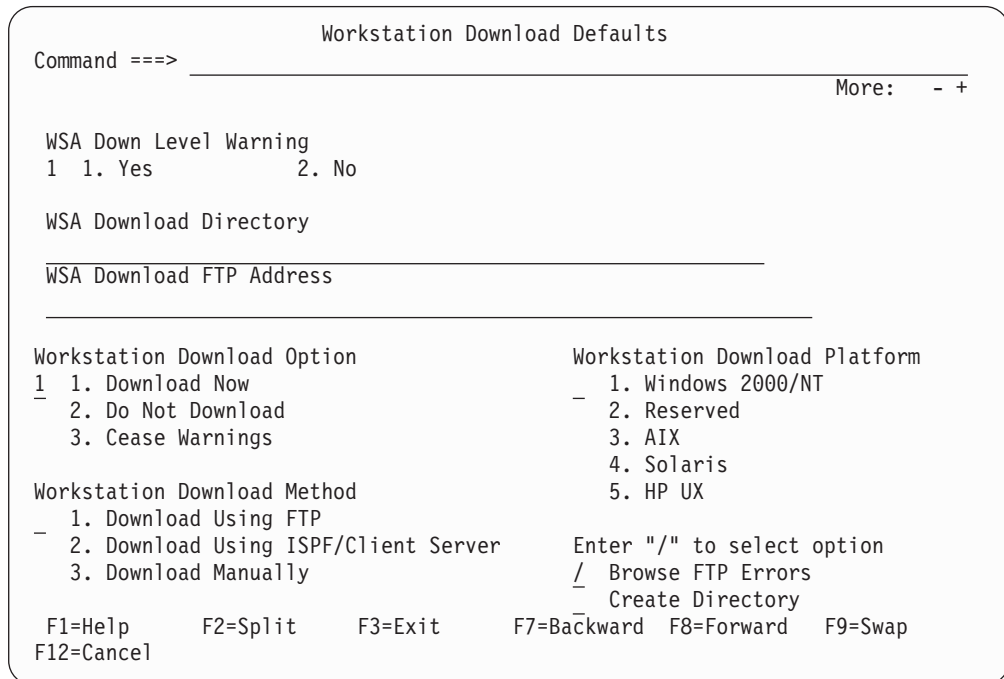 Workstation Download Defaults
Command ===>
More: - +
WSA Down Level Warning
1 1. Yes 2. No
WSA Download Directory
WSA Download FTP Address
Workstation Download Option Workstation Download Platform
1 1. Download Now _ 1. Windows 2000/NT
2. Do Not Download 2. Reserved
3. Cease Warnings 3. AIX
4. Solaris
Workstation Download Method 5. HP UX
_ 1. Download Using FTP
2. Download Using ISPF/Client Server Enter "/" to select option
3. Download Manually / Browse FTP Errors
_ Create Directory
F1=Help F2=Split F3=Exit F7=Backward F8=Forward F9=Swap
F12=Cancel